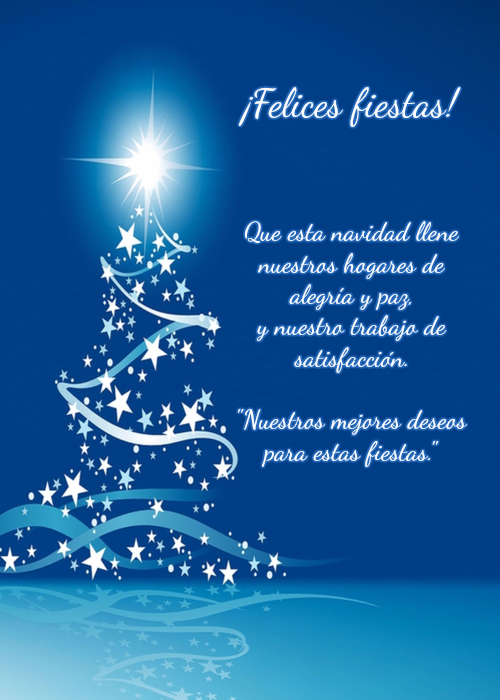 ¡Felices fiestas!
Que esta navidad llene
nuestros hogares de
alegría y paz,
y nuestro trabajo de
satisfacción.
"Nuestros mejores deseos
para estas fiestas."